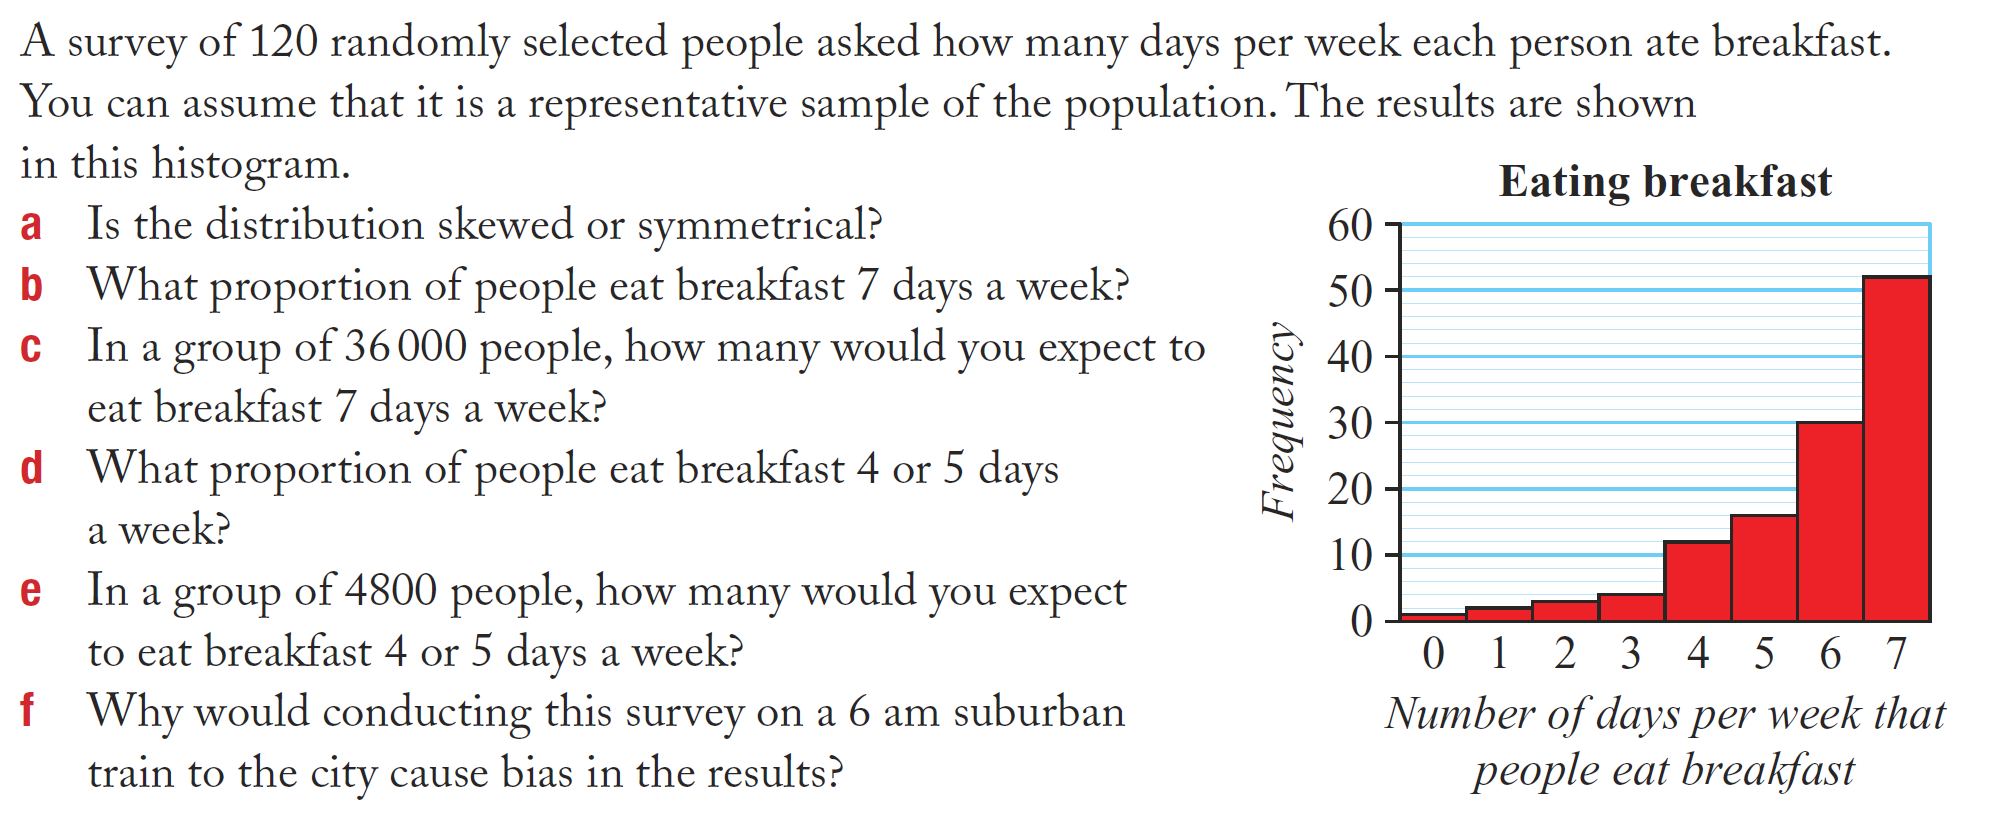 A survey of 120 randomly selected people asked how many days per week each person ate breakfast.
You can assume that it is a representative sample of the population. The results are shown
in this histogram.
a Is the distribution skewed or symmetrical?
b What proportion of people eat breakfast 7 days a week?
c In a group of 36 000 people, how many would you expect to
eat breakfast 7 days a week?
d What proportion of people eat breakfast 4 or 5 days
a week?
e In a group of 4800 people, how many would you expect
to eat breakfast 4 or 5 days a week?
f Why would conducting this survey on a 6 am suburban
train to the city cause bias in the results?
Eating breakfast
Frequency
60
50
40
30
20
10
0
0 1 2 3 4 5 6 7
Number of days per week that
people eat breakfast